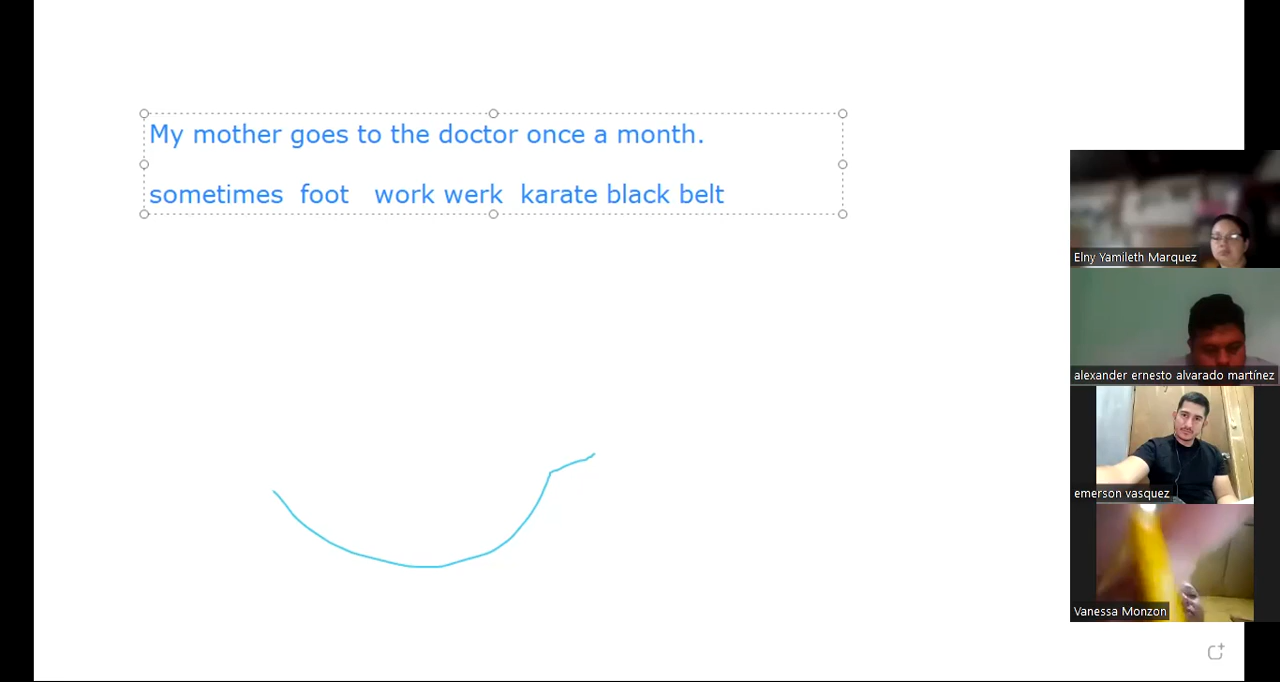 My mother goes to the doctor once a month.
sometimes foot work werk karate black belt
Elny Yamileth Marquez
alexander ernesto alvarado martínez
emerson vasquez
Vanessa Monzon